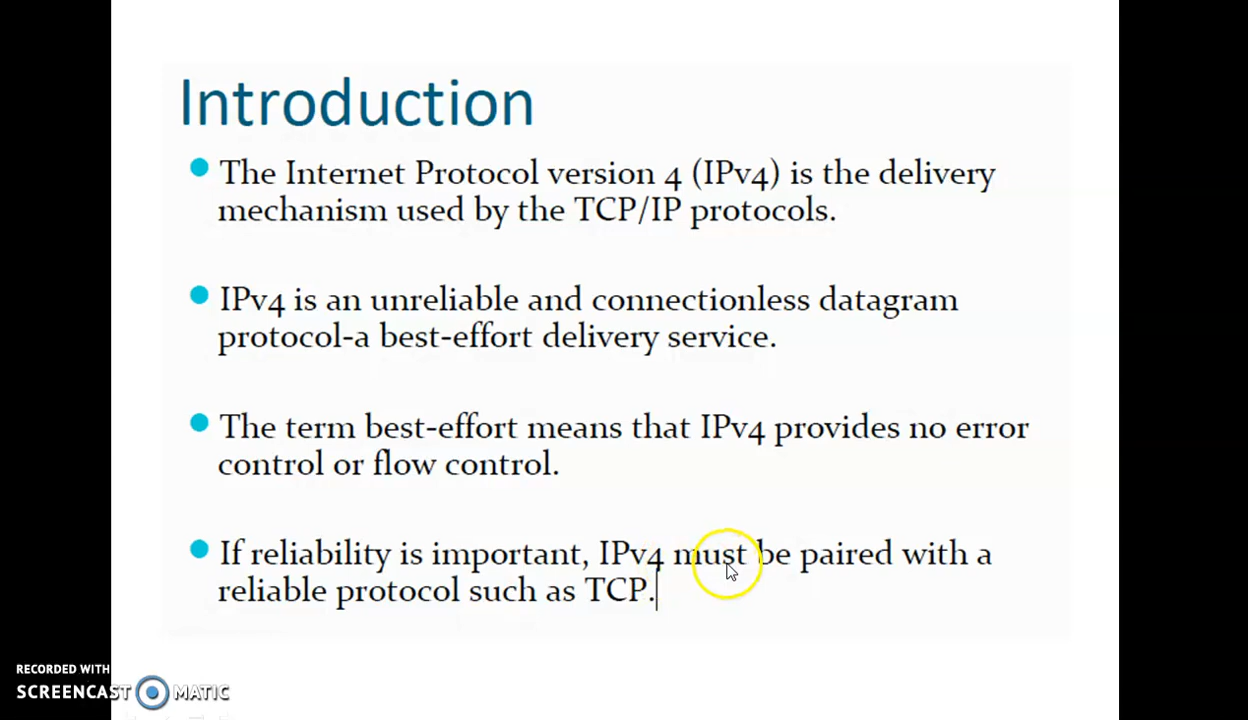 Introduction
The Internet Protocol version 4 (IPv4) is the delivery
mechanism used by the TCP/IP protocols.
IPv4 is an unreliable and connectionless datagram
protocol-a best-effort delivery service.
The term best-effort means that IPv4 provides no error
control or flow control.
If reliability is important, IPv4 must be paired with a
reliable protocol such as TCP.
RECORDED WITH
SCREENCAST MATIC